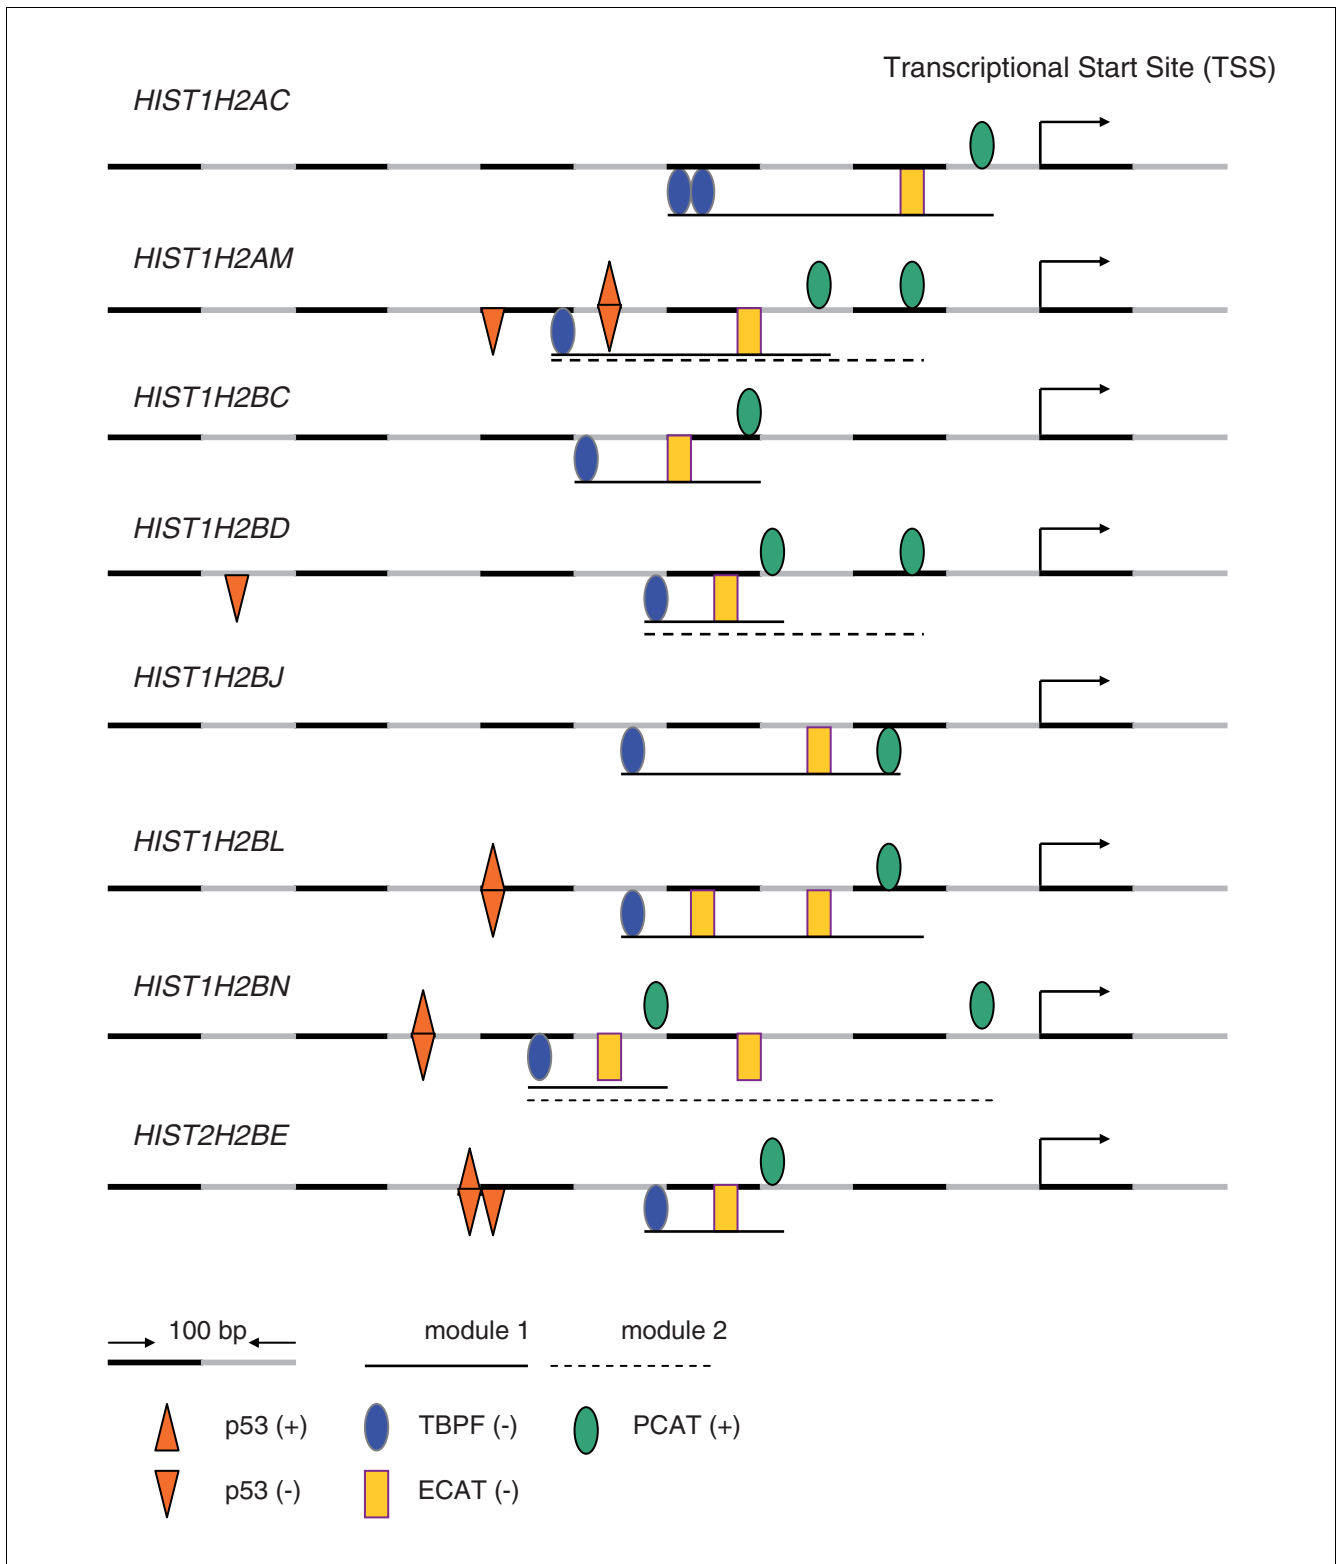 Transcriptional Start Site (TSS)
HIST1H2AC
HIST1H2AM
HIST1H2BC
HIST1H2BD
HIST1H2BJ
HIST1H2BL
HIST1H2BN
HIST2H2BE
100 bp module 1 module 2
p53 (+) TBPF (-) PCAT (+)
p53 (-) ECAT (-)